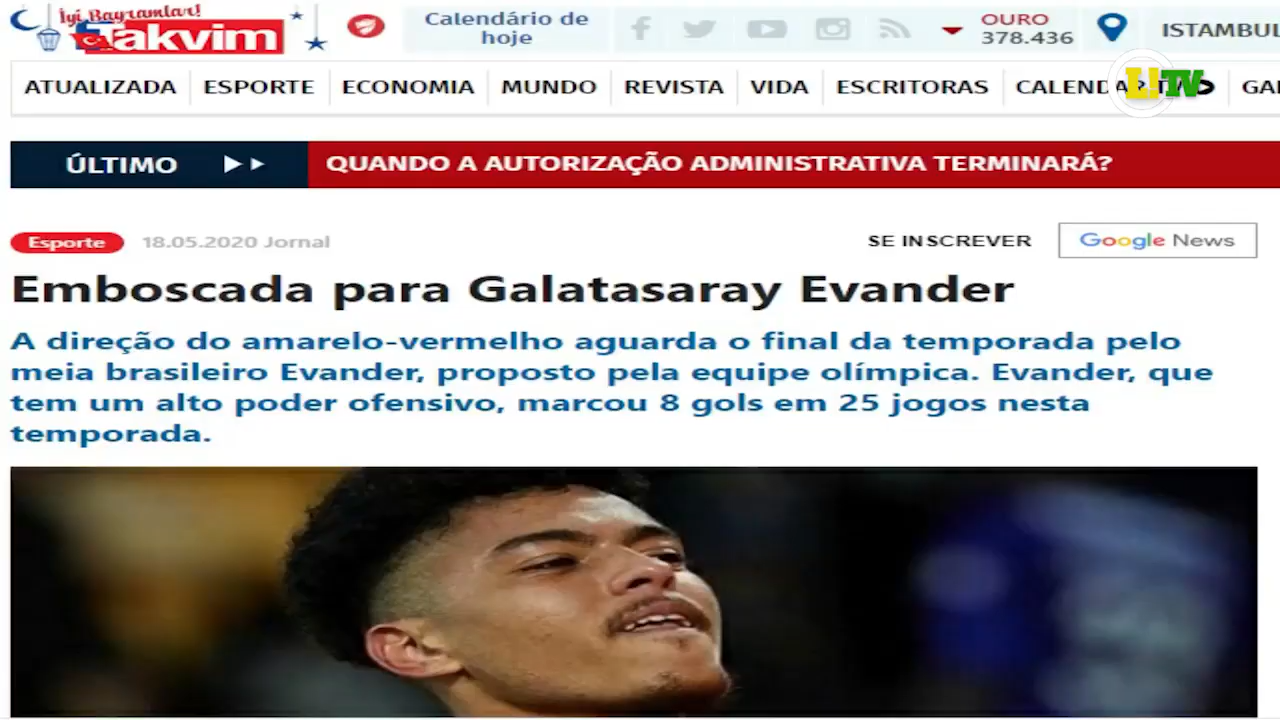 İyi Bayramlar!
Takvim
Calendário de
hoje
OURO
378.436
ISTANBUL
ATUALIZADA ESPORTE ECONOMIA MUNDO REVISTA VIDA ESCRITORAS
L!TV
ÚLTIMO QUANDO A AUTORIZAÇÃO ADMINISTRATIVA TERMINARÁ?
Esporte 18.05.2020 Jornal SE INSCREVER Google News
Emboscada para Galatasaray Evander
A direção do amarelo-vermelho aguarda o final da temporada pelo
meia brasileiro Evander, proposto pela equipe olímpica. Evander, que
tem um alto poder ofensivo, marcou 8 gols em 25 jogos nesta
temporada.